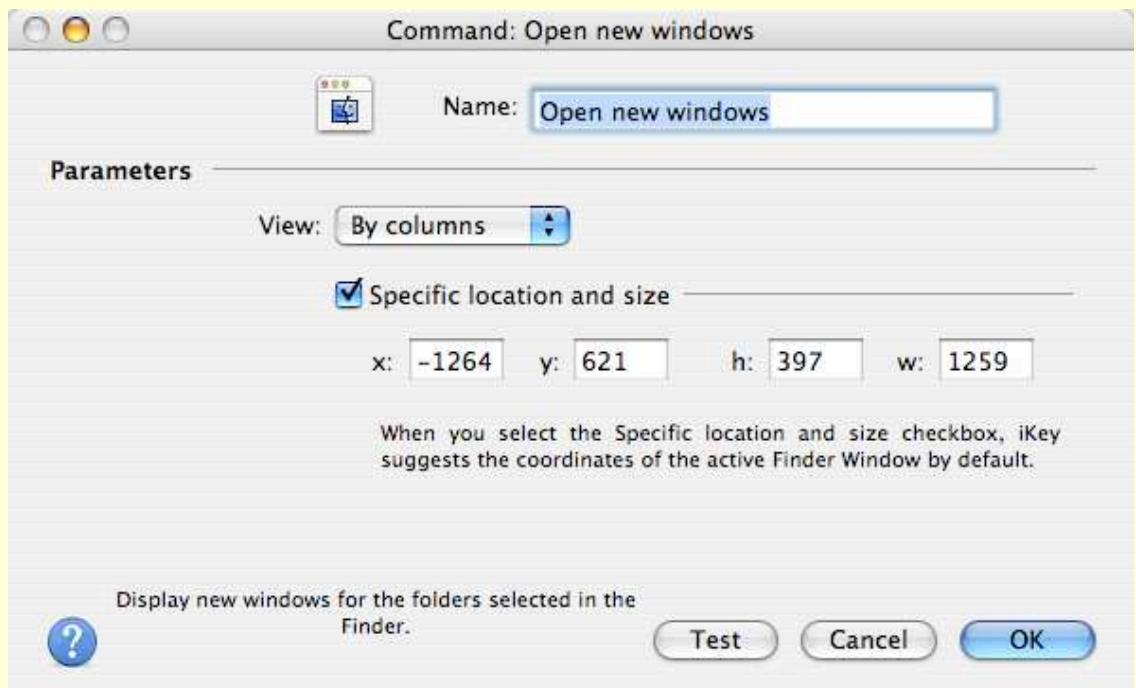 Command: Open new windows
Name: Open new windows
Parameters
View: By columns
Specific location and size
x: -1264 y: 621 h: 397 w: 1259
When you select the Specific location and size checkbox, iKey
suggests the coordinates of the active Finder Window by default.
Display new windows for the folders selected in the
Finder.
? Test Cancel OK